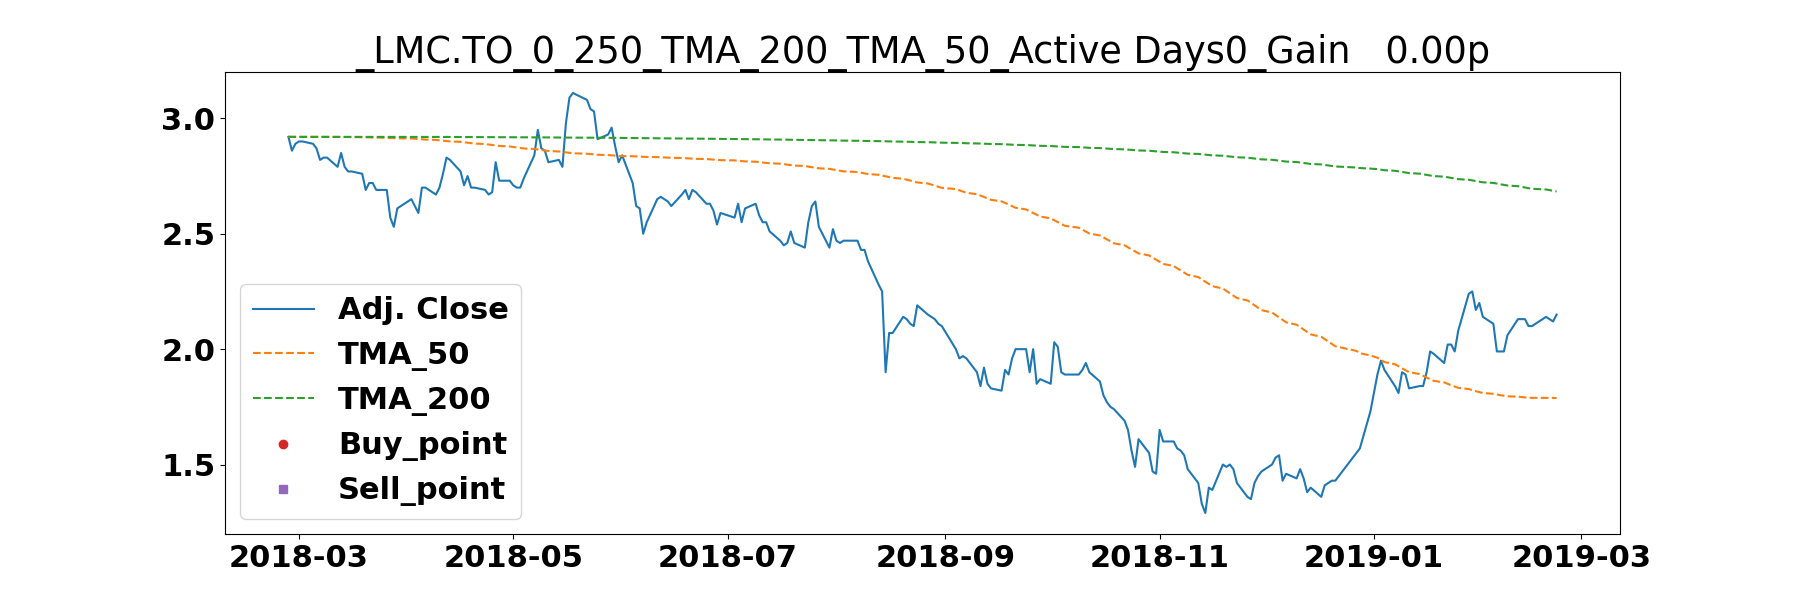 _LMC.TO_0_250_TMA_200_TMA_50_Active Days0_Gain   0.00p
3.0
2.5
2.0
1.5
Adj. Close
TMA_50
TMA_200
Buy_point
Sell_point
2018-03 2018-05 2018-07 2018-09 2018-11 2019-01 2019-03